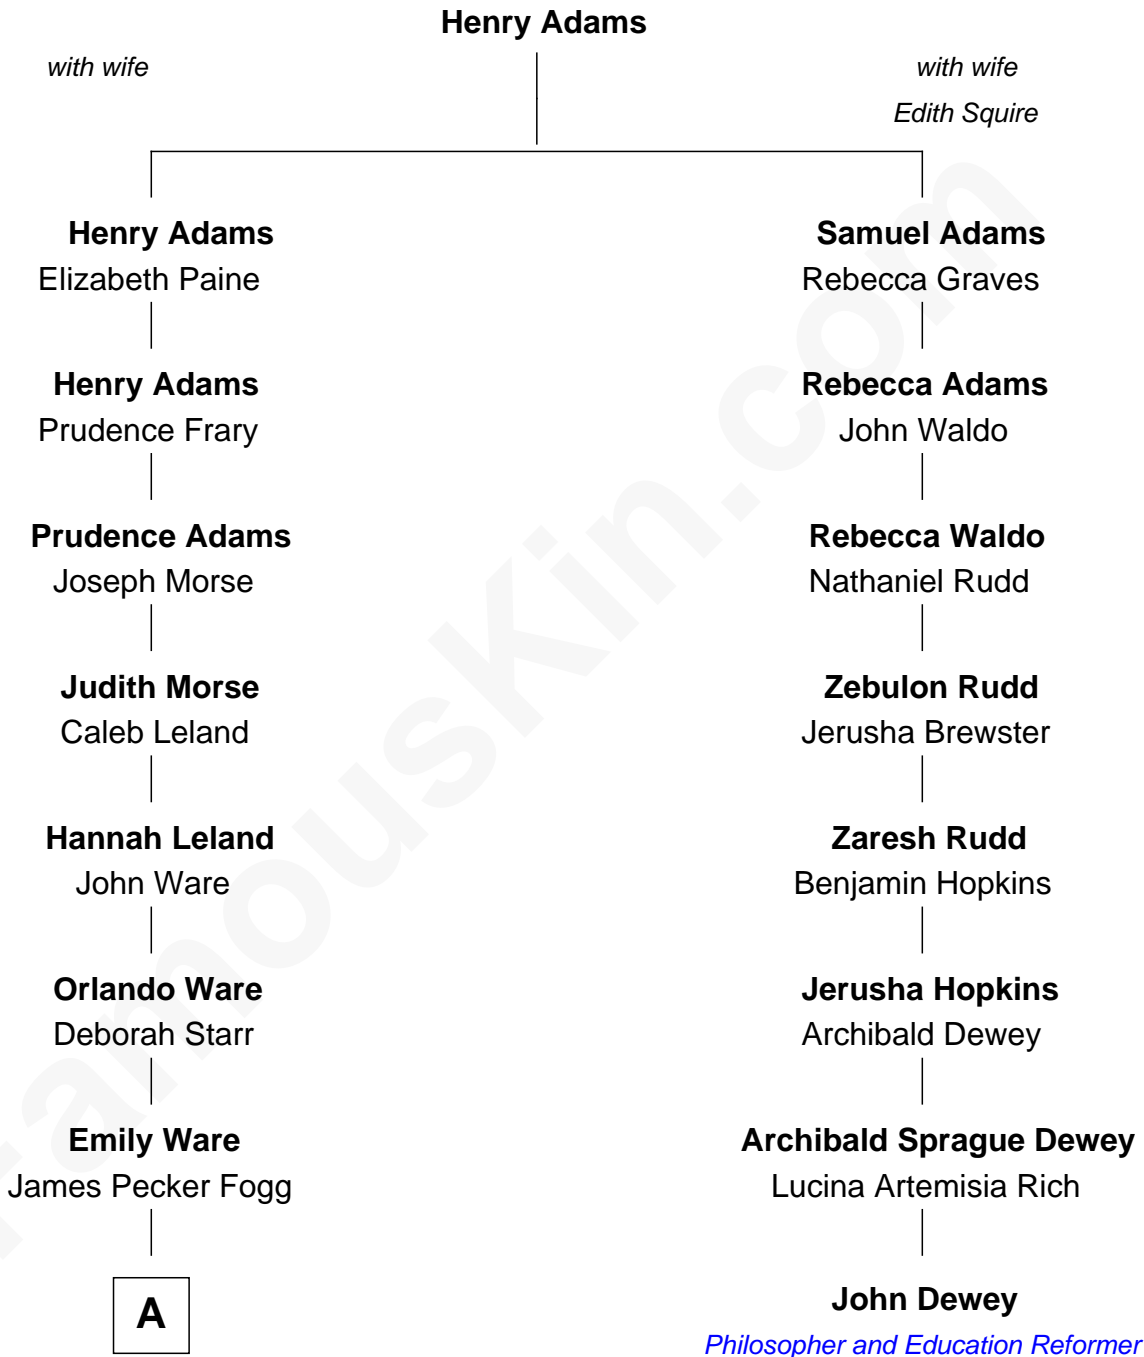 Henry Adams
with wife
with wife
Edith Squire
Henry Adams
Elizabeth Paine
Samuel Adams
Rebecca Graves
Henry Adams
Prudence Frary
Rebecca Adams
John Waldo
Prudence Adams
Joseph Morse
Rebecca Waldo
Nathaniel Rudd
Judith Morse
Caleb Leland
Zebulon Rudd
Jerusha Brewster
Hannah Leland
John Ware
Zaresh Rudd
Benjamin Hopkins
Orlando Ware
Deborah Starr
Jerusha Hopkins
Archibald Dewey
Emily Ware
James Pecker Fogg
Archibald Sprague Dewey
Lucina Artemisia Rich
A
John Dewey
Philosopher and Education Reformer
FamousKin.com